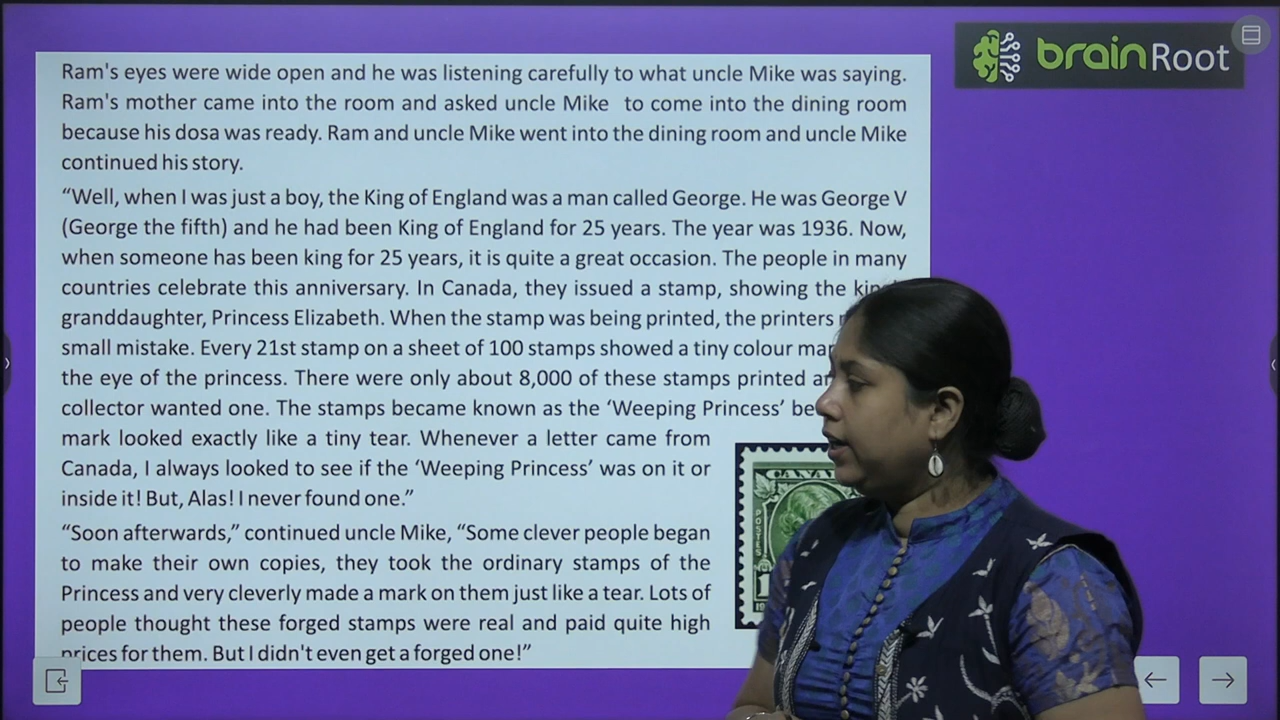 brainRoot
Ram's eyes were wide open and he was listening carefully to what uncle Mike was saying.
Ram's mother came into the room and asked uncle Mike to come into the dining room
because his dosa was ready. Ram and uncle Mike went into the dining room and uncle Mike
continued his story.
“Well, when I was just a boy, the King of England was a man called George. He was George V
(George the fifth) and he had been King of England for 25 years. The year was 1936. Now,
when someone has been king for 25 years, it is quite a great occasion. The people in many
countries celebrate this anniversary. In Canada, they issued a stamp, showing the
granddaughter, Princess Elizabeth. When the stamp was being printed, the printers
small mistake. Every 21st stamp on a sheet of 100 stamps showed a tiny colour
the eye of the princess. There were only about 8,000 of these stamps printed
collector wanted one. The stamps became known as the ‘Weeping Princess’
mark looked exactly like a tiny tear. Whenever a letter came from
Canada, I always looked to see if the ‘Weeping Princess’ was on it or
inside it! But, Alas! I never found one.”
“Soon afterwards,” continued uncle Mike, “Some clever people began
to make their own copies, they took the ordinary stamps of the
Princess and very cleverly made a mark on them just like a tear. Lots of
people thought these forged stamps were real and paid quite high
prices for them. But I didn't even get a forged one!”
POSTES